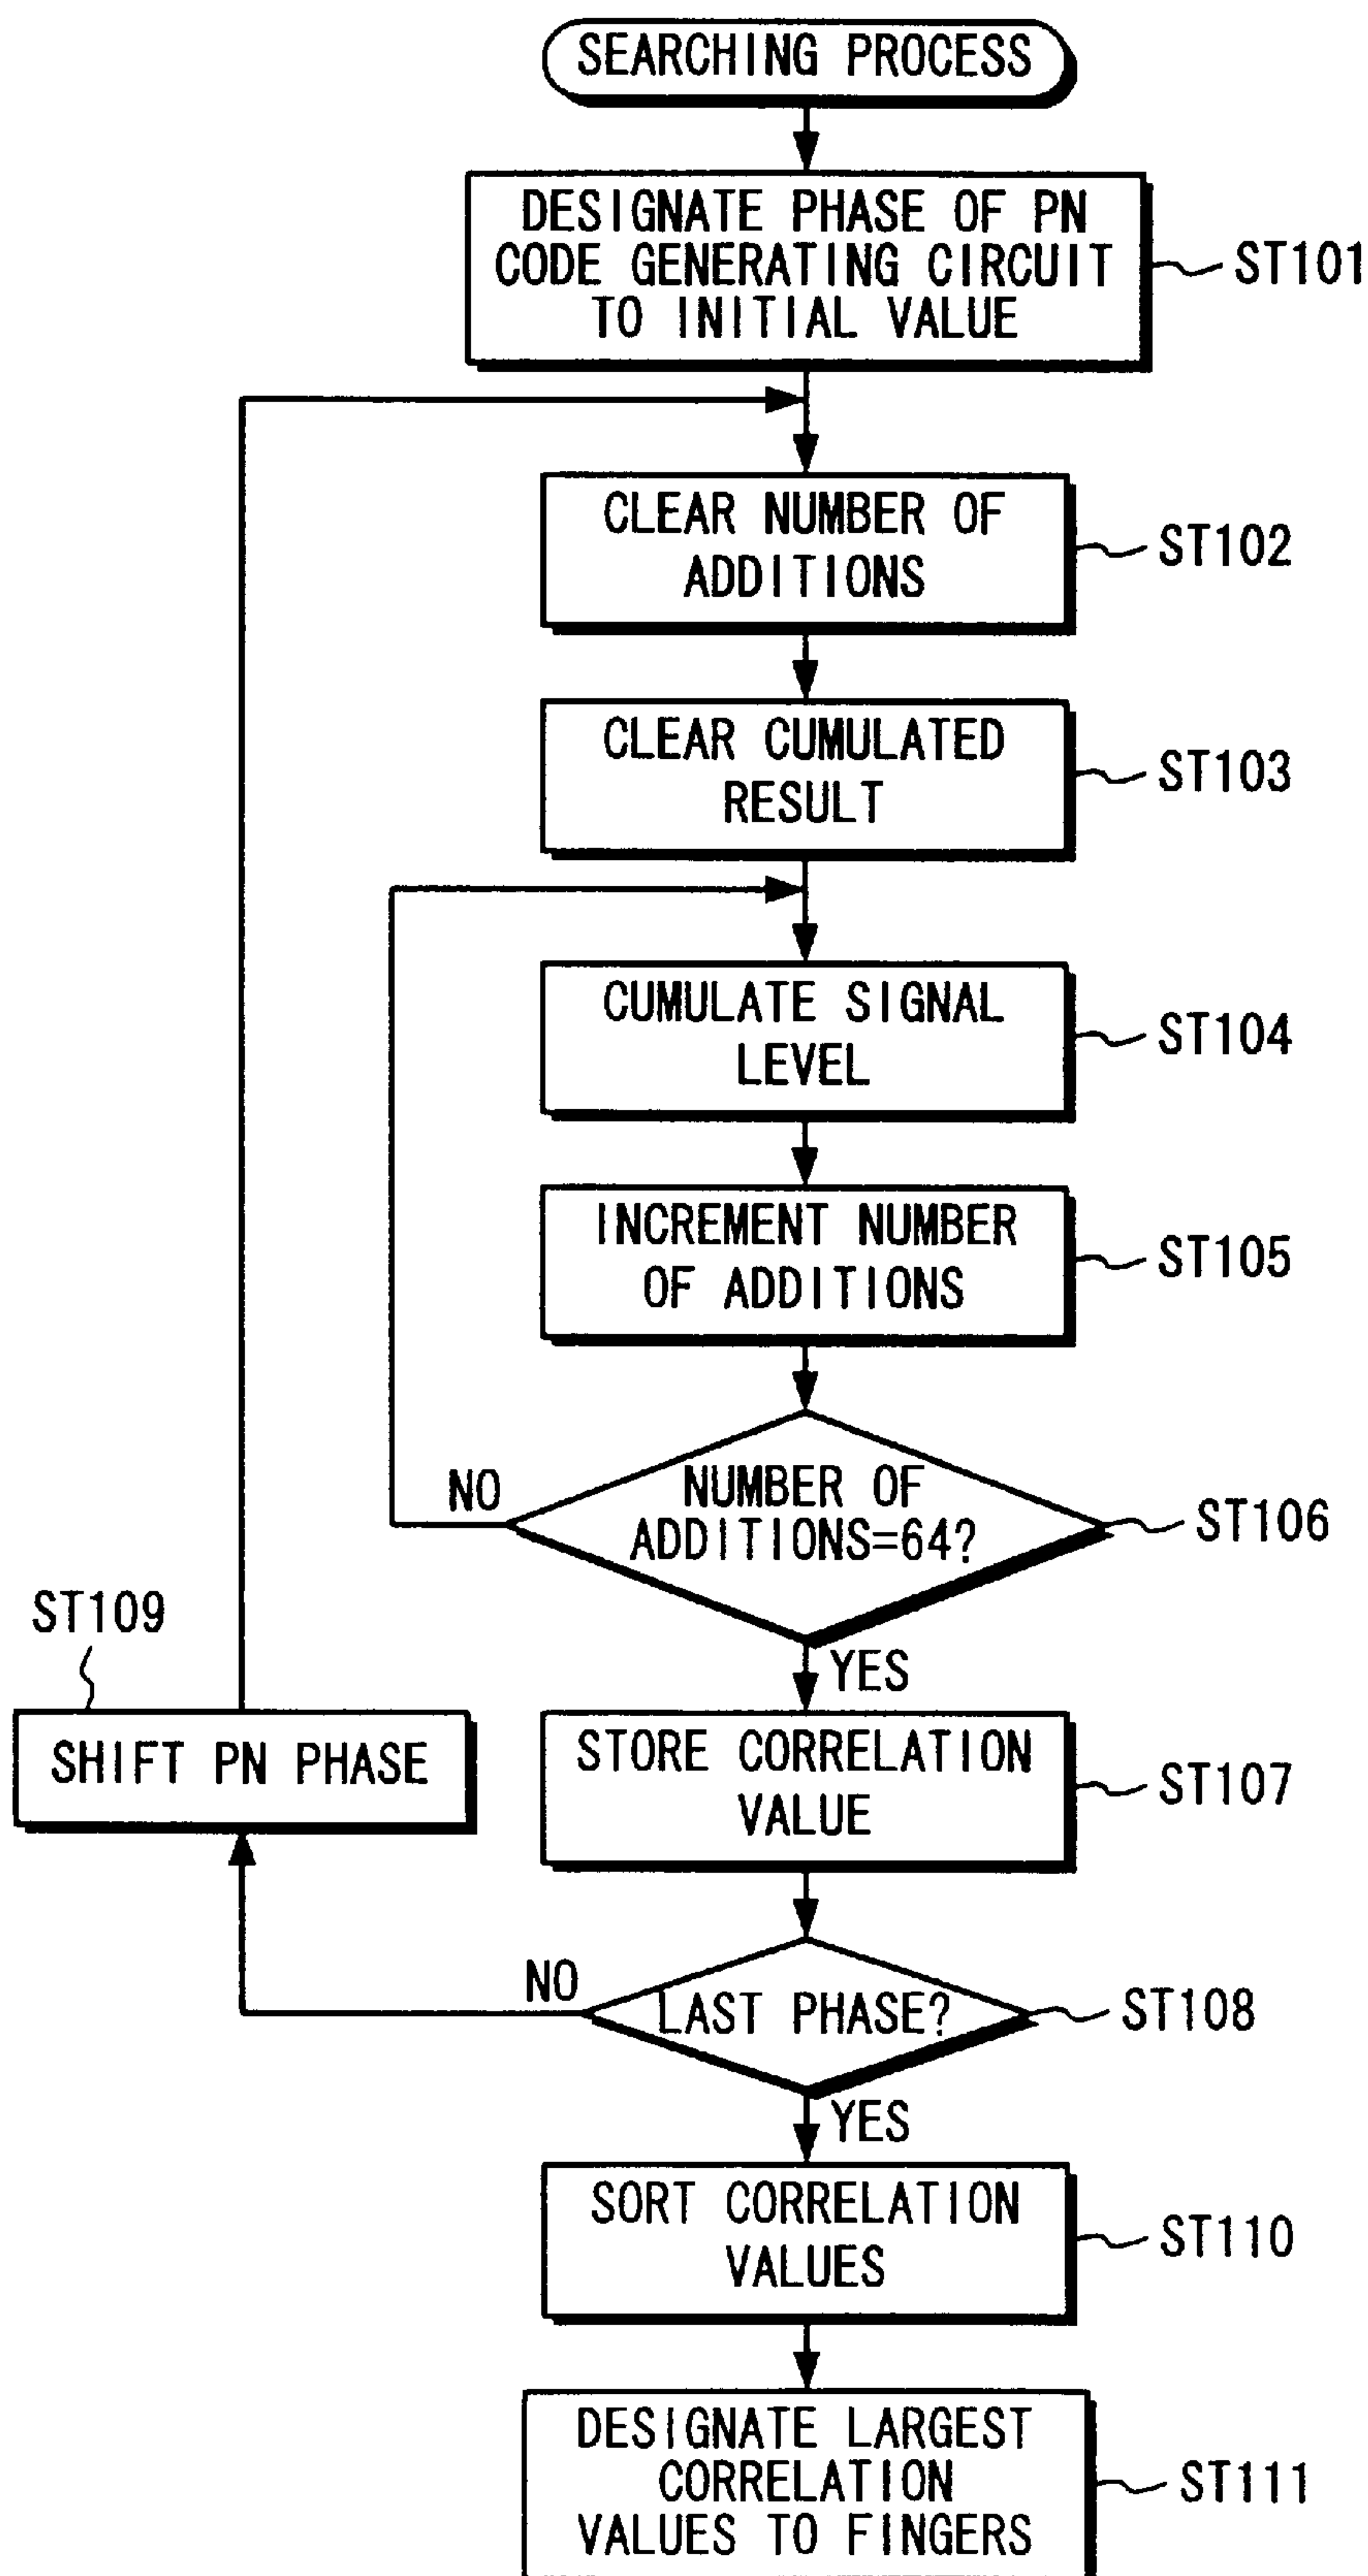 SEARCHING PROCESS
DESIGNATE PHASE OF PN
CODE GENERATING CIRCUIT
TO INITIAL VALUE
ST101
CLEAR NUMBER OF
ADDITIONS
ST102
CLEAR CUMULATED
RESULT
ST103
CUMULATE SIGNAL
LEVEL
ST104
INCREMENT NUMBER
OF ADDITIONS
ST105
NO
NUMBER OF
ADDITIONS=64?
ST106
YES
ST109
SHIFT PN PHASE
STORE CORRELATION
VALUE
ST107
NO
LAST PHASE?
ST108
YES
SORT CORRELATION
VALUES
ST110
DESIGNATE LARGEST
CORRELATION
VALUES TO FINGERS
ST111